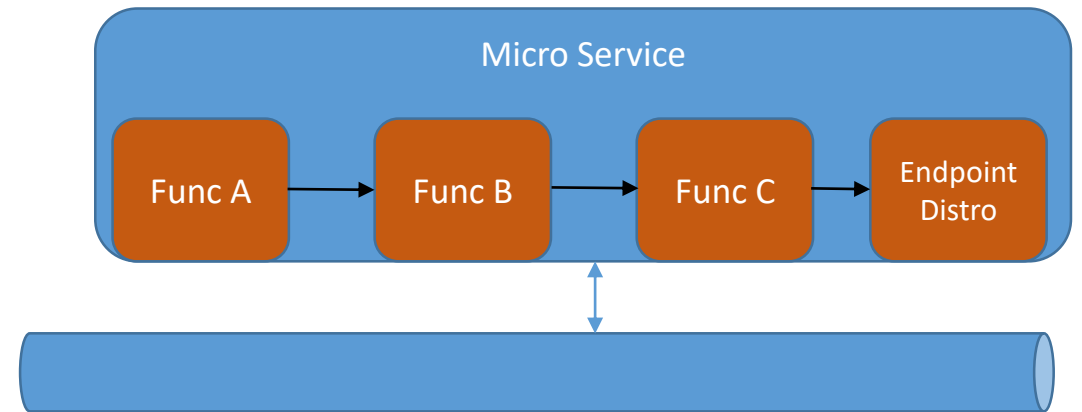 Micro Service
Func A
Func B
Func C
Endpoint
Distro